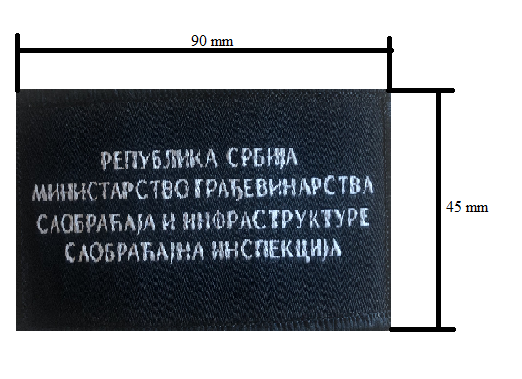 90 mm
РЕПУБЛИКА СРБИЈА
МИНИСТАРСТВО ГРАЂЕВИНАРСТВА
САОБРАЋАЈА И ИНФРАСТРУКТУРЕ
САОБРАЋАЈНА ИНСПЕКЦИЈА
45 mm